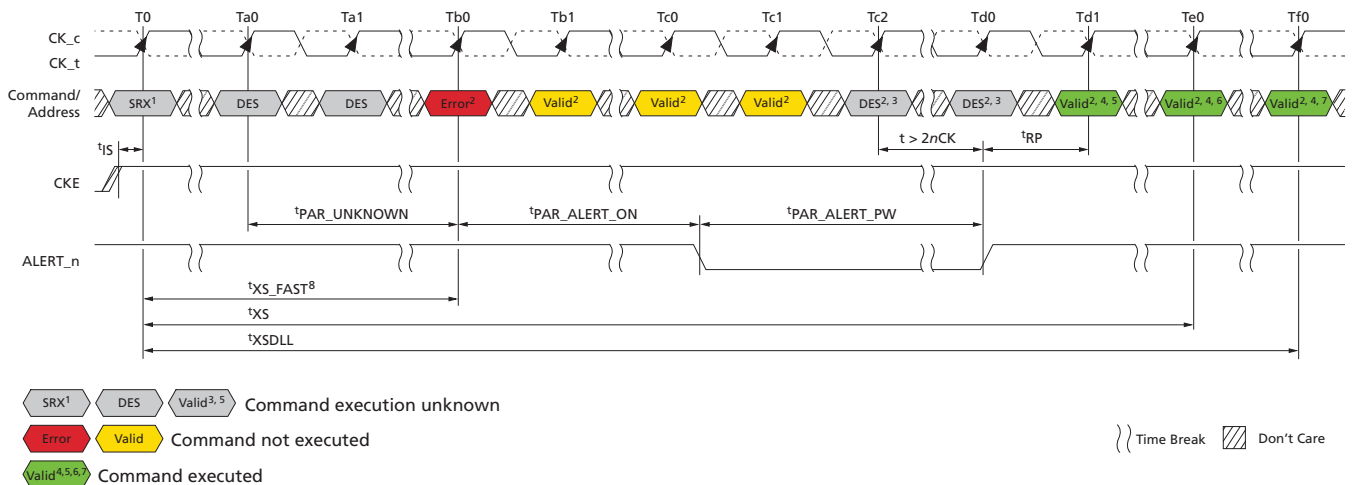 T0 Ta0 Ta1 Tb0 Tb1 Tc0 Tc1 Tc2 Td0 Td1 Te0 Tf0
CK_c
CK_t
Command/
Address
SRX1 DES DES Error2 Valid2 Valid2 Valid2 DES2, 3 DES2, 3 Valid2, 4, 5 Valid2, 4, 6 Valid2, 4, 7
tIS t > 2nCK tRP
CKE
tPAR_UNKNOWN tPAR_ALERT_ON tPAR_ALERT_PW
ALERT_n
tXS_FAST8
tXS
tXSDLL
SRX1 DES Valid3, 5 Command execution unknown
Error Valid Command not executed
Valid4,5,6,7 Command executed
Time Break Don't Care